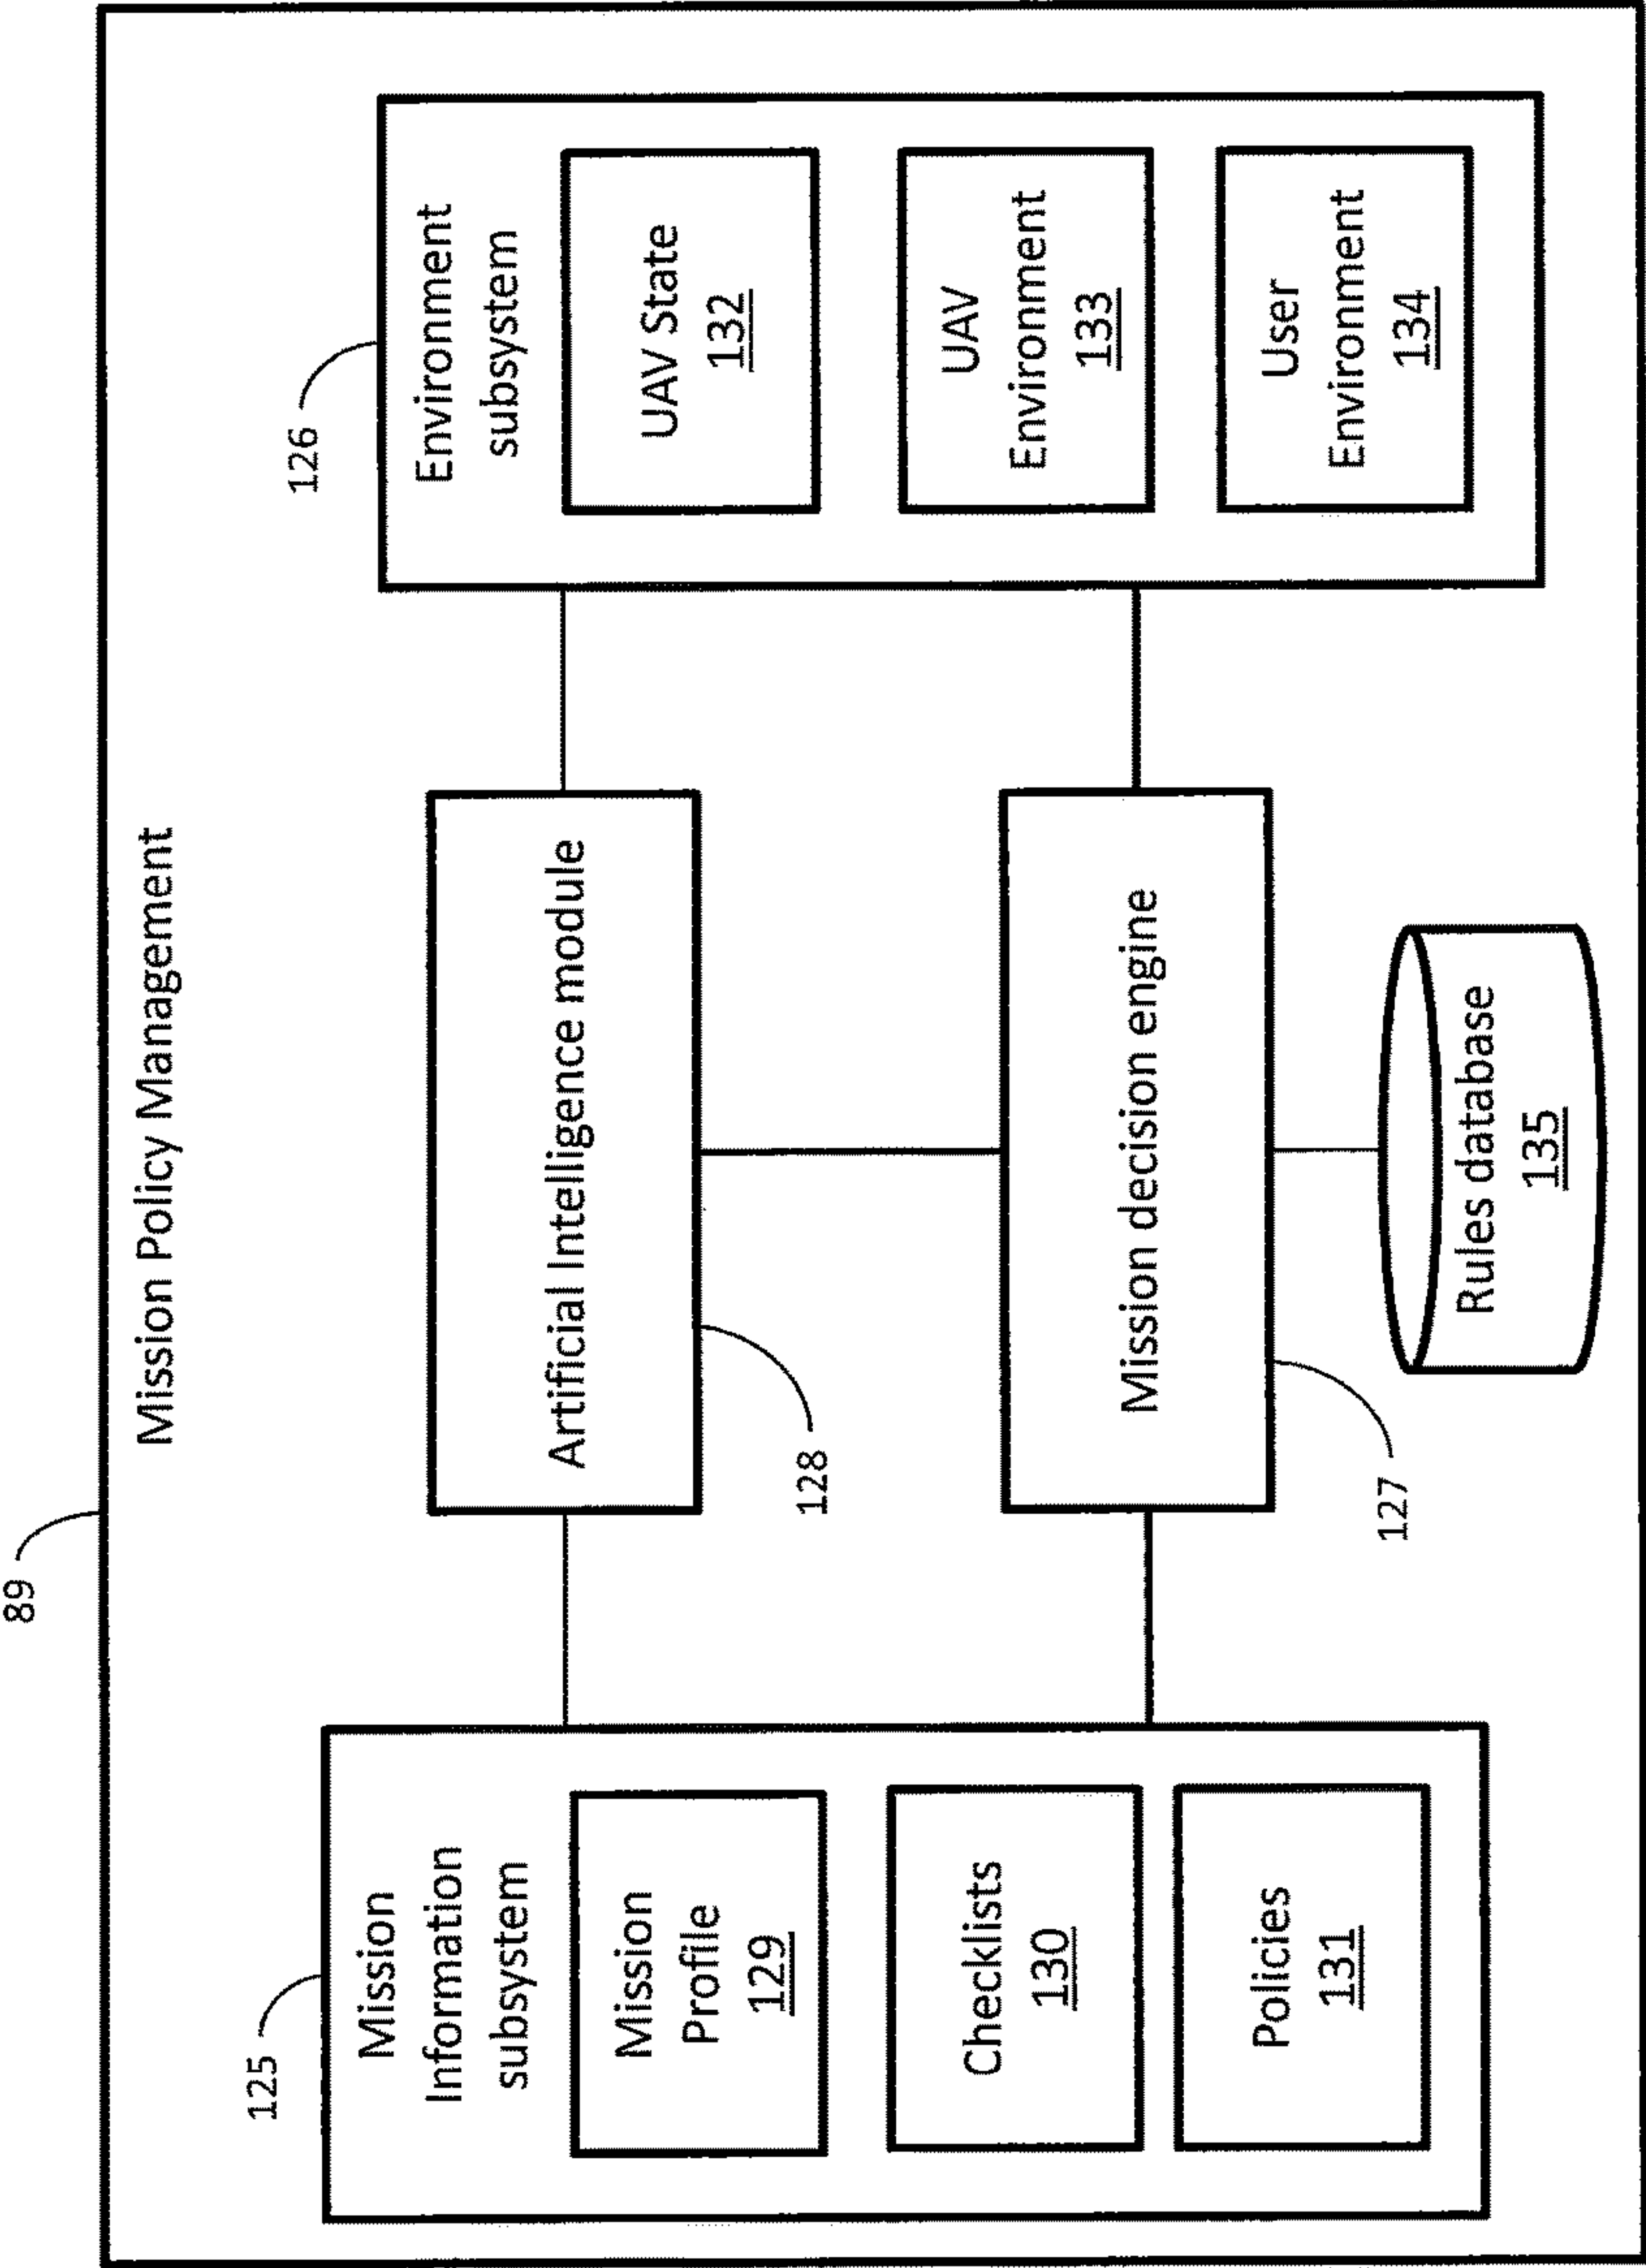 89
Mission Policy Management
125
Mission
Information
subsystem
Mission
Profile
129
Checklists
130
Policies
131
Artificial Intelligence module
128
Mission decision engine
127
Rules database
135
126
Environment
subsystem
UAV State
132
UAV
Environment
133
User
Environment
134